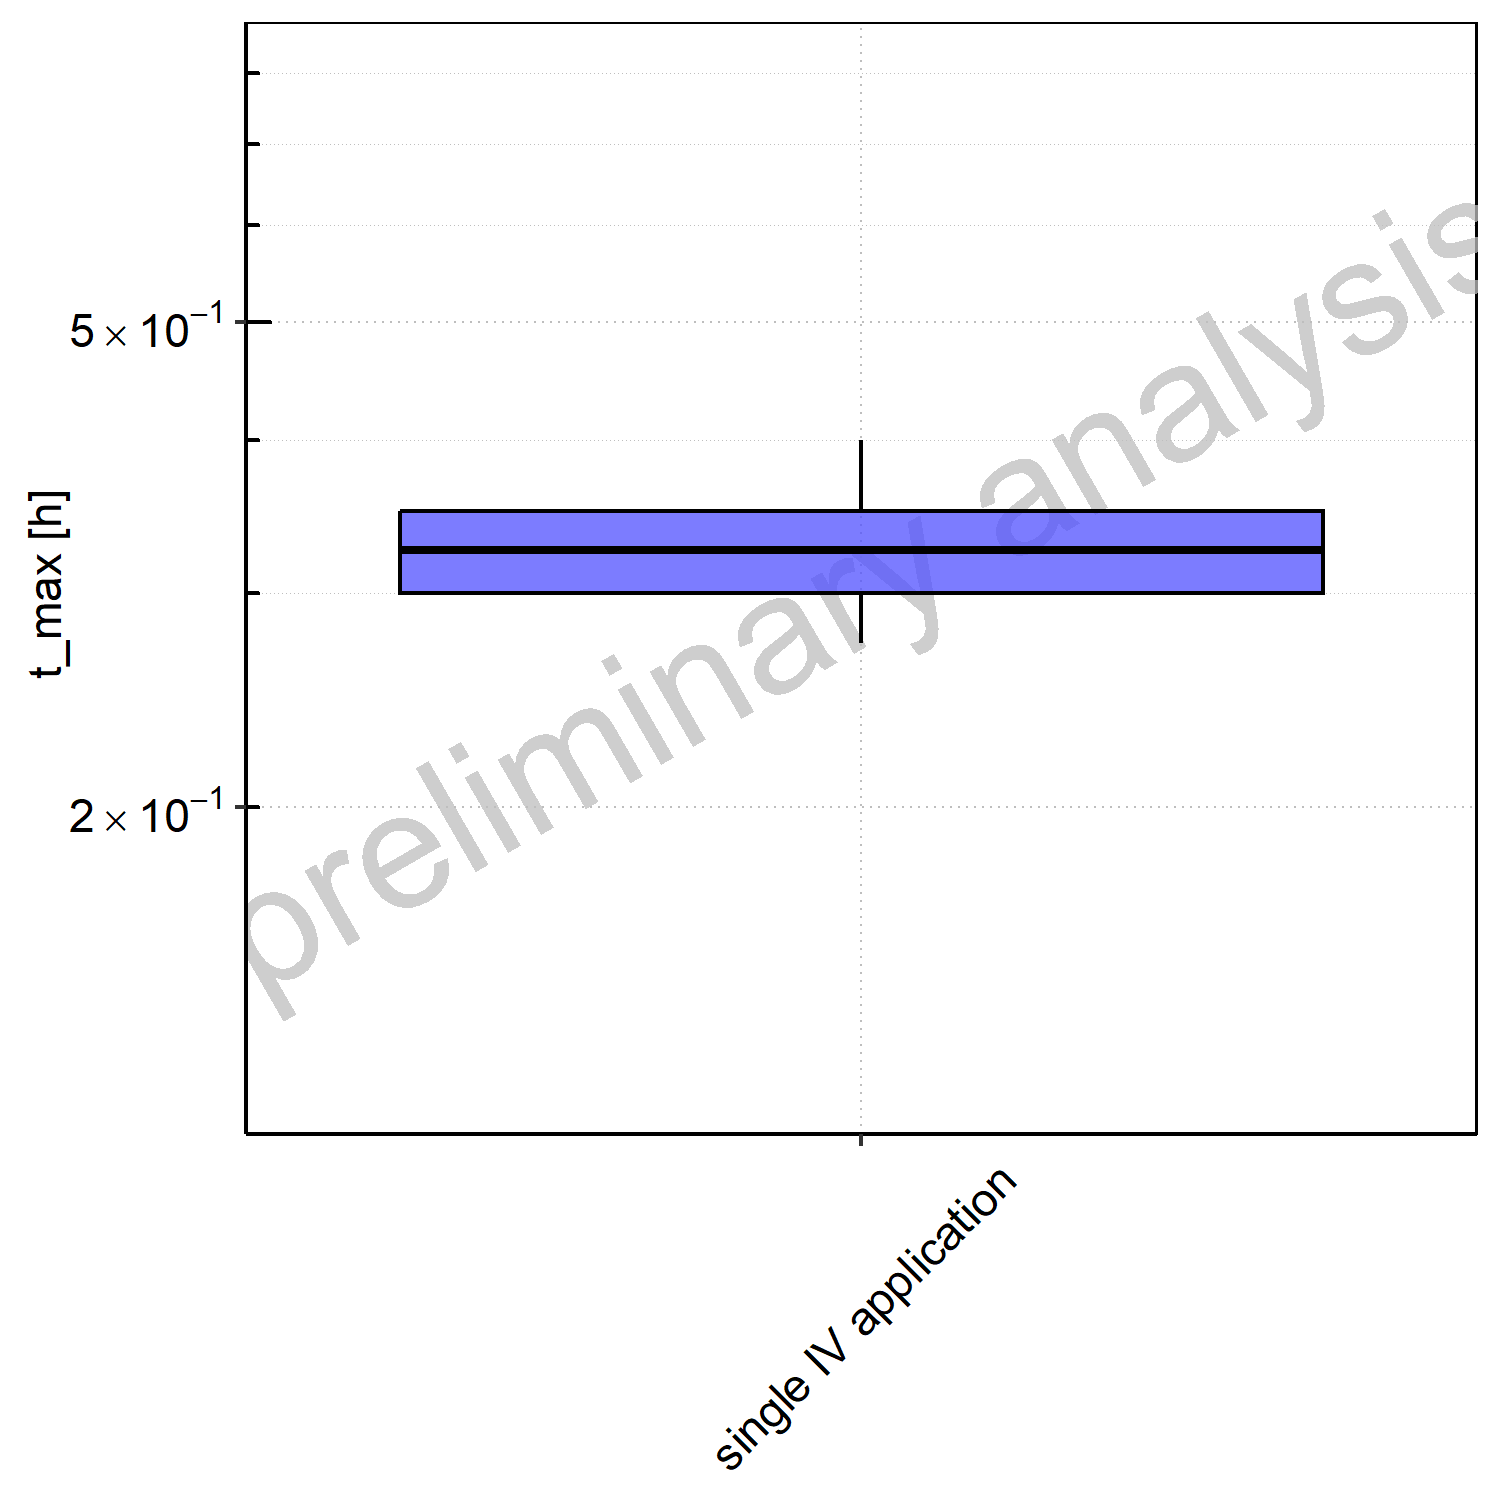 t_max [h]
5 × 10⁻¹
2 × 10⁻¹
preliminary analysis
single IV application